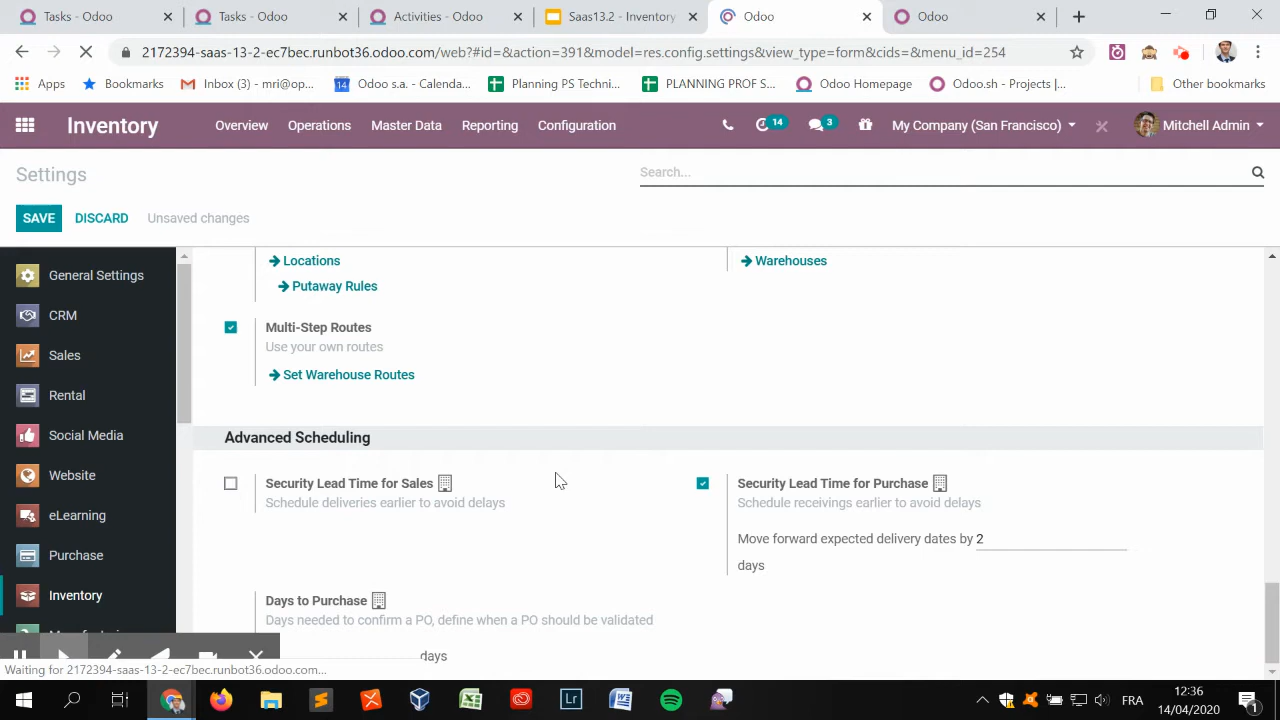 Tasks - Odoo
Tasks - Odoo
Activities - Odoo
Saas13.2 - Inventory
Odoo
Odoo
2172394-saas-13-2-ec7bec.runbot36.odoo.com/web?#id=&action=391&model=res.config.settings&view_type=form&cids=&menu_id=254
Apps
Bookmarks
Inbox (3) - mri@op...
Odoo s.a. - Calenda...
Planning PS Techni...
PLANNING PROF S...
Odoo Homepage
Odoo.sh - Projects |...
Other bookmarks
Inventory
Overview
Operations
Master Data
Reporting
Configuration
14
3
My Company (San Francisco)
Mitchell Admin
Settings
Search...
SAVE
DISCARD
Unsaved changes
General Settings
CRM
Sales
Rental
Social Media
Website
eLearning
Purchase
Inventory
Locations
Warehouses
Putaway Rules
Multi-Step Routes
Use your own routes
Set Warehouse Routes
Advanced Scheduling
Security Lead Time for Sales
Schedule deliveries earlier to avoid delays
Security Lead Time for Purchase
Schedule receivings earlier to avoid delays
Move forward expected delivery dates by 2
days
Days to Purchase
Days needed to confirm a PO, define when a PO should be validated
days
Waiting for 2172394-saas-13-2-ec7bec.runbot36.odoo.com...
FRA
12:36
14/04/2020